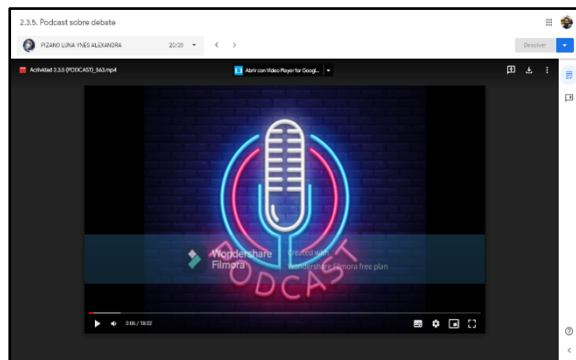 2.3.5. Podcast sobre debate
PIZANO LUNA YNES ALEXANDRA
20/20
Devolver
Actividad 2.3.5 (PODCAST)_563.mp4
Abrir con Video Player for Googl...
Wondershare
Filmora
Created with
Wondershare Filmora free plan
PODCAST
0:05 / 18:02